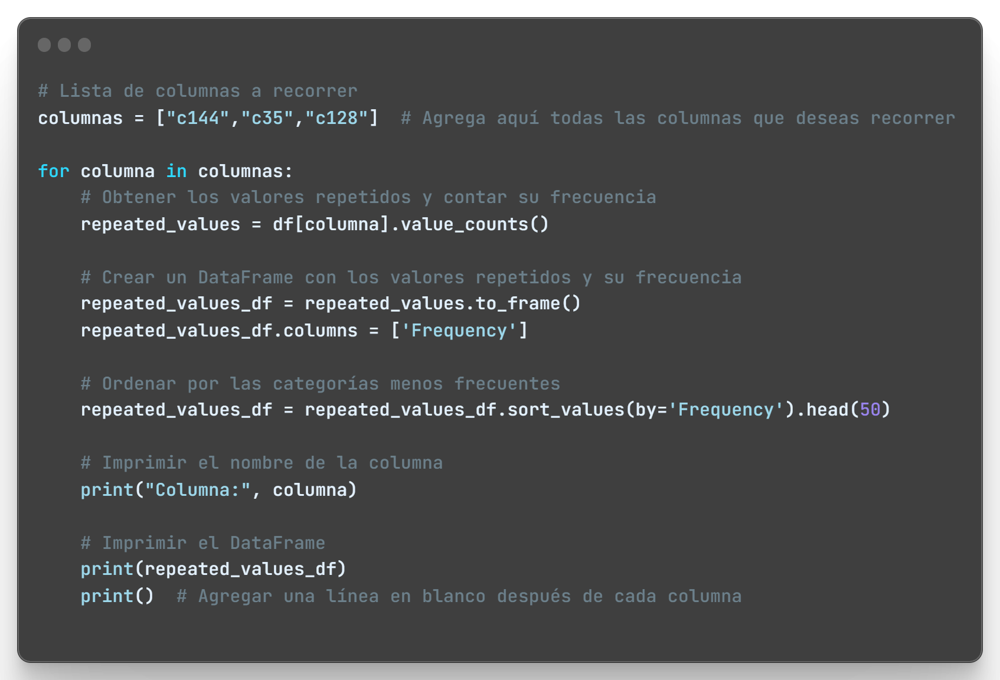 # Lista de columnas a recorrer
columnas = ["c144","c35","c128"]  # Agrega aquí todas las columnas que deseas recorrer
for columna in columnas:
    # Obtener los valores repetidos y contar su frecuencia
    repeated_values = df[columna].value_counts()
    # Crear un DataFrame con los valores repetidos y su frecuencia
    repeated_values_df = repeated_values.to_frame()
    repeated_values_df.columns = ['Frequency']
    # Ordenar por las categorías menos frecuentes
    repeated_values_df = repeated_values_df.sort_values(by='Frequency').head(50)
    # Imprimir el nombre de la columna
    print("Columna:", columna)
    # Imprimir el DataFrame
    print(repeated_values_df)
    print()  # Agregar una línea en blanco después de cada columna